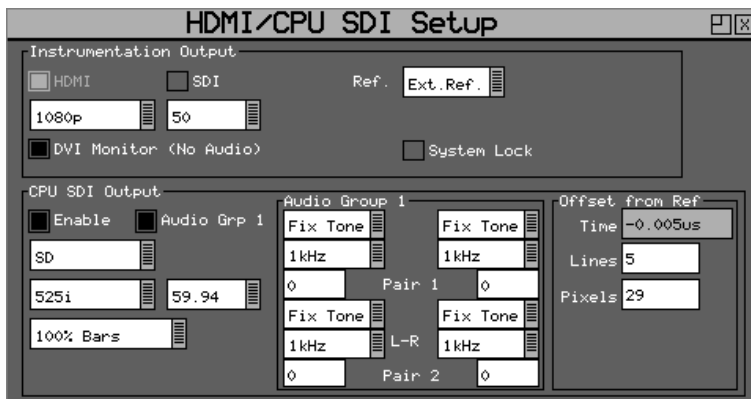 HDMI/CPU SDI Setup
Instrumentation Output
HDMI SDI Ref. Ext.Ref.
1080p 50
DVI Monitor (No Audio) System Lock
CPU SDI Output
Enable Audio Grp 1
SD
525i 59.94
100% Bars
Audio Group 1
Fix Tone Fix Tone
1kHz 1kHz
0 Pair 1 0
Fix Tone Fix Tone
1kHz L-R 1kHz
0 Pair 2 0
Offset from Ref
Time -0.005us
Lines 5
Pixels 29